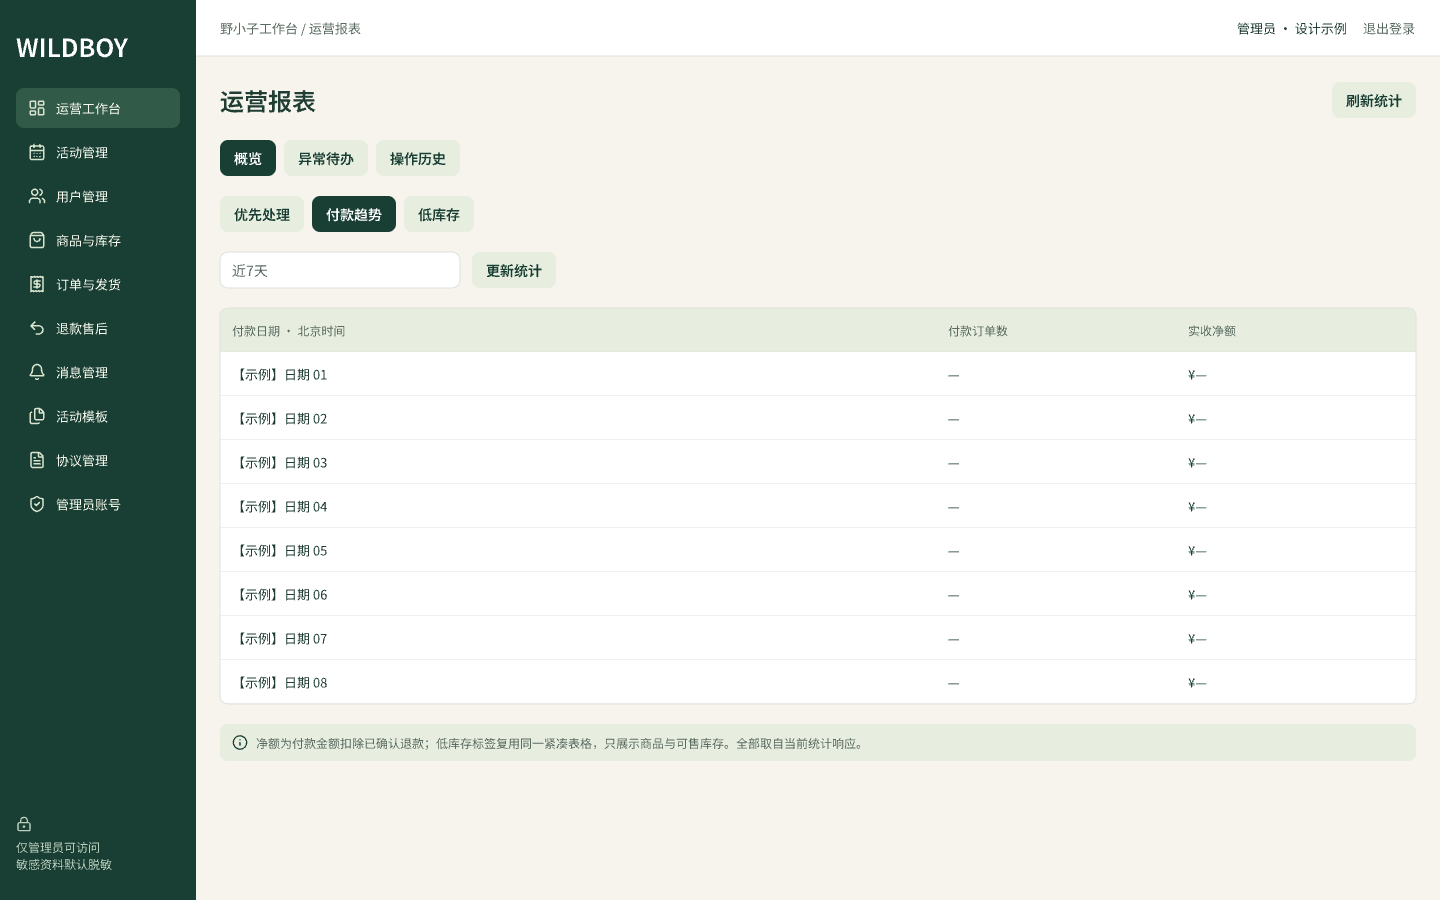 WILDBOY
运营工作台
活动管理
用户管理
商品与库存
订单与发货
退款售后
消息管理
活动模板
协议管理
管理员账号
仅管理员可访问
敏感资料默认脱敏
野小子工作台 / 运营报表
管理员 · 设计示例 退出登录
运营报表
刷新统计
概览 异常待办 操作历史
优先处理 付款趋势 低库存
近7天 更新统计
付款日期 · 北京时间 付款订单数 实收净额
【示例】日期 01 — ¥—
【示例】日期 02 — ¥—
【示例】日期 03 — ¥—
【示例】日期 04 — ¥—
【示例】日期 05 — ¥—
【示例】日期 06 — ¥—
【示例】日期 07 — ¥—
【示例】日期 08 — ¥—
净额为付款金额扣除已确认退款；低库存标签复用同一紧凑表格，只展示商品与可售库存。全部取自当前统计响应。